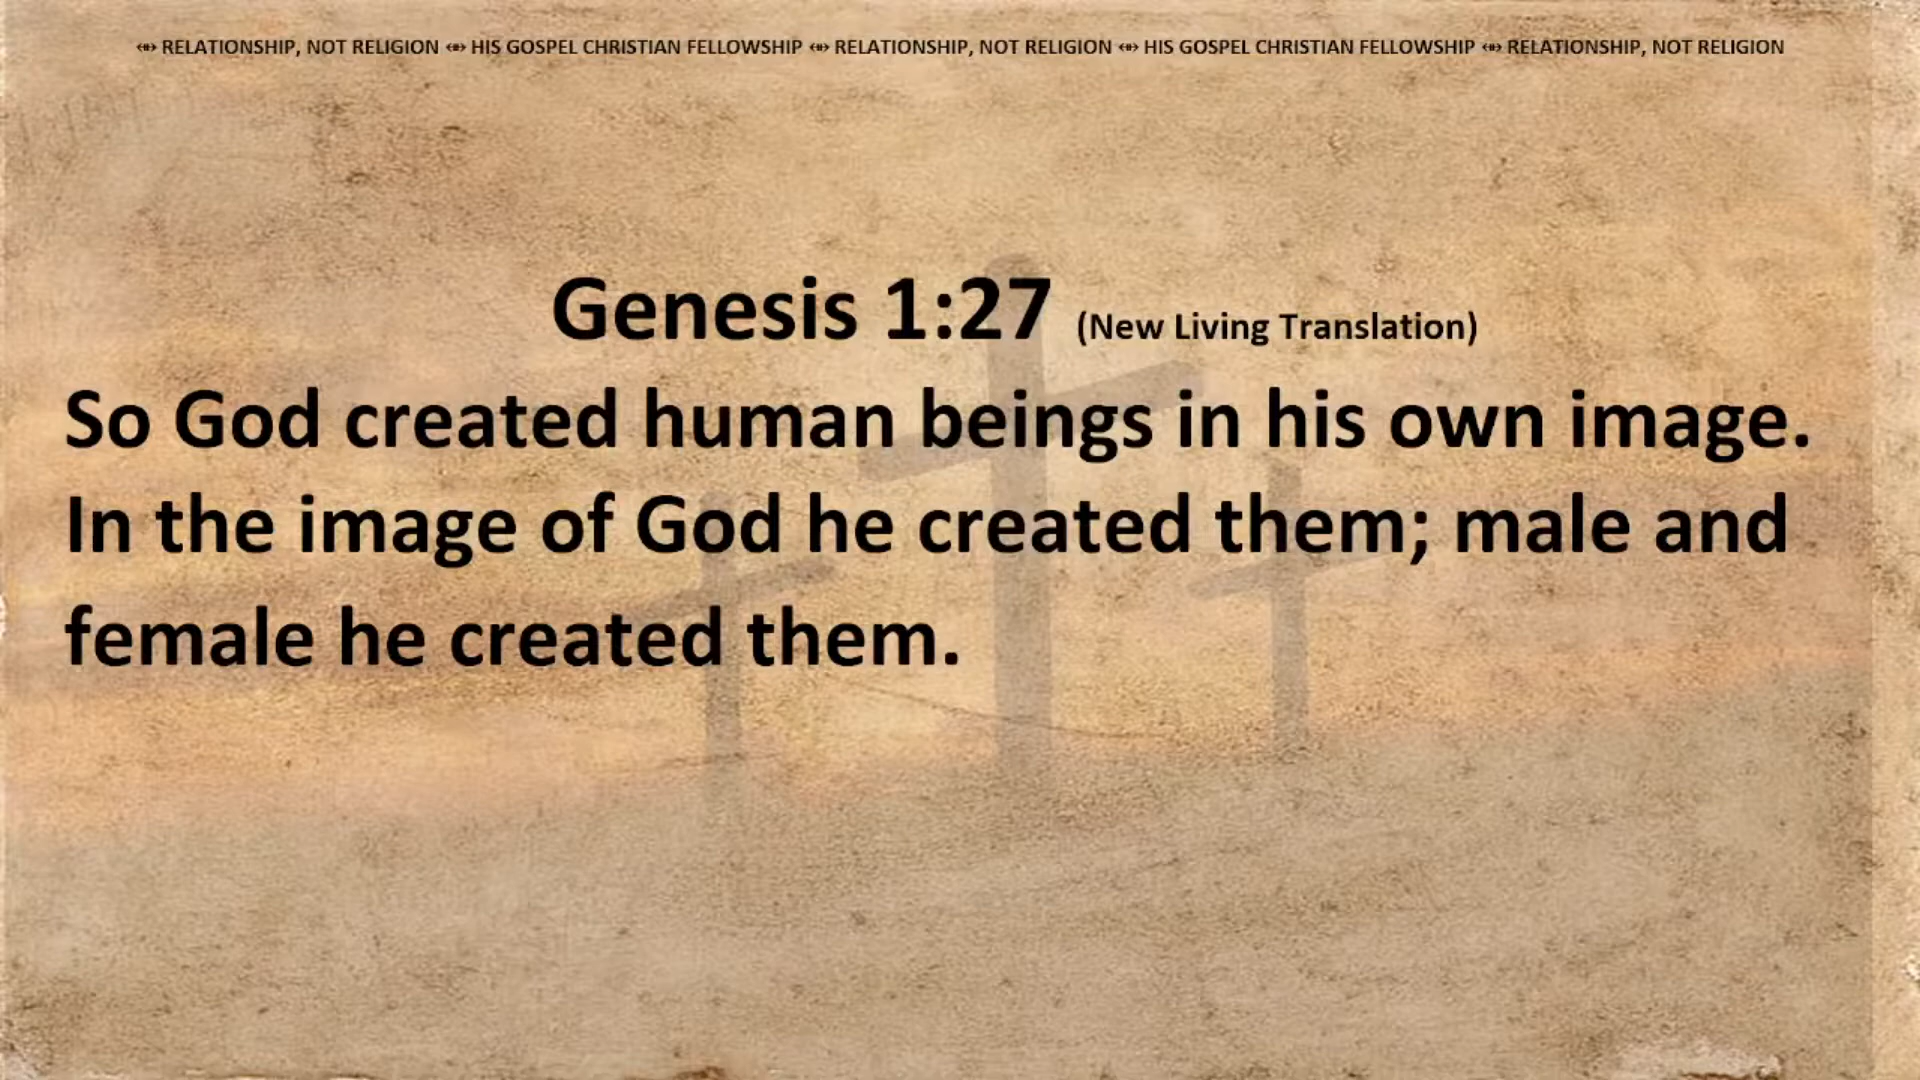 ⇹ RELATIONSHIP, NOT RELIGION ⇹ HIS GOSPEL CHRISTIAN FELLOWSHIP ⇹ RELATIONSHIP, NOT RELIGION ⇹ HIS GOSPEL CHRISTIAN FELLOWSHIP ⇹ RELATIONSHIP, NOT RELIGION
Genesis 1:27 (New Living Translation)
So God created human beings in his own image.
In the image of God he created them; male and
female he created them.